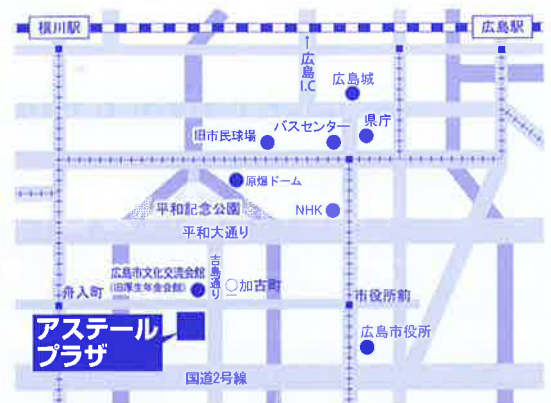 横川駅
広島駅
↑広島I.C
広島城
旧市民球場
バスセンター
県庁
原爆ドーム
平和記念公園
NHK
平和大通り
広島市文化交流会館
(旧厚生年金会館)
吉島通り
○加古町
舟入町
市役所前
アステール
プラザ
広島市役所
国道2号線